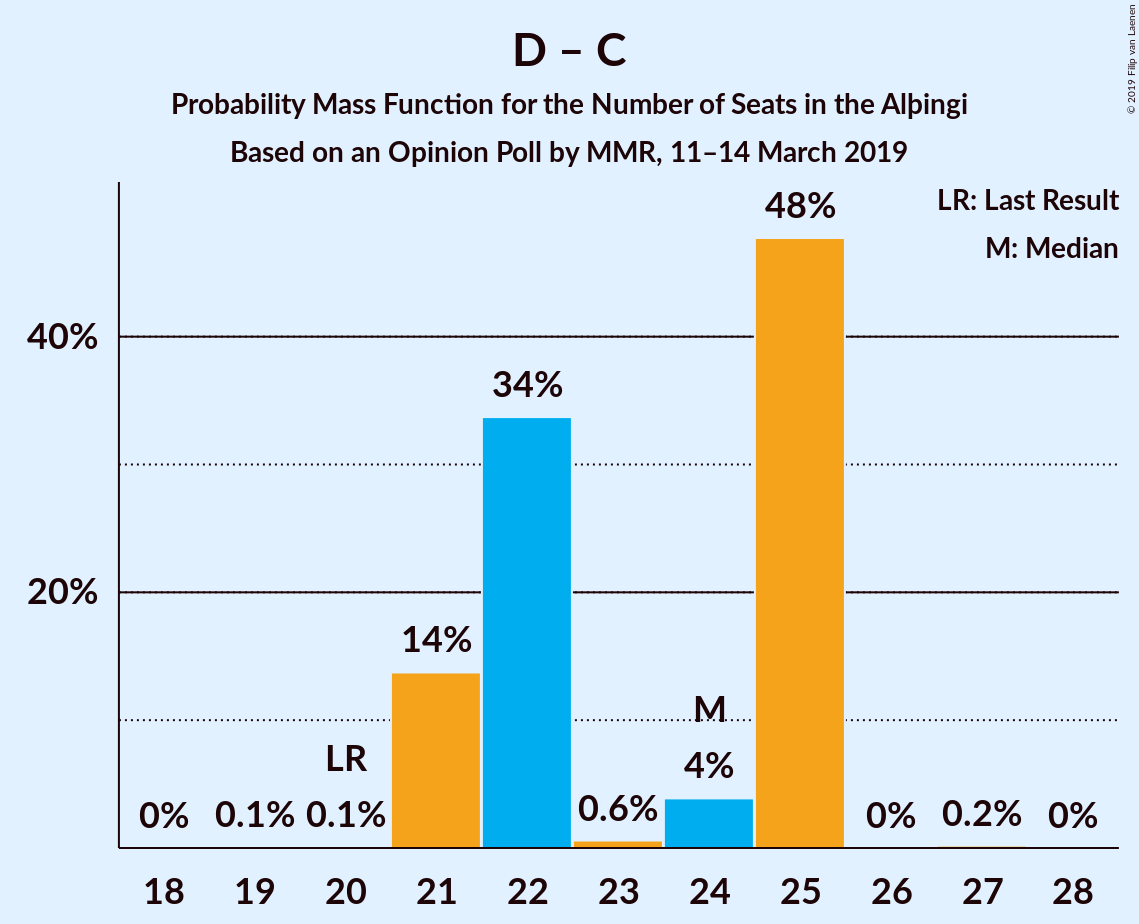 D – C
Probability Mass Function for the Number of Seats in the Alþingi
Based on an Opinion Poll by MMR, 11–14 March 2019
© 2019 Filip van Laenen
LR: Last Result
M: Median
48%
40%
34%
20%
14%
M
LR
4%
0% 0.1% 0.1% 0.6% 0% 0.2% 0%
18 19 20 21 22 23 24 25 26 27 28